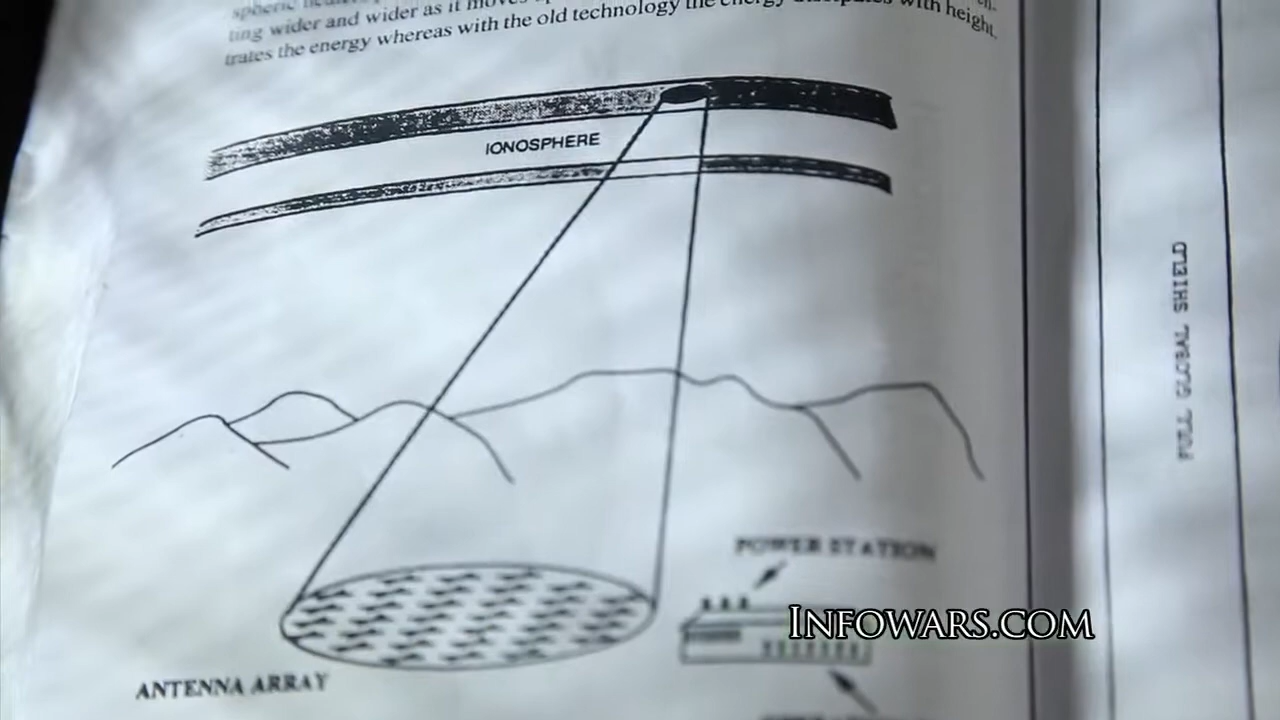 ting wider and wider as it moves
trates the energy whereas with the old technology the energy dissipates with height,
IONOSPHERE
FULL GLOBAL SHIELD
POWER STATION
INFOWARS.COM
ANTENNA ARRAY